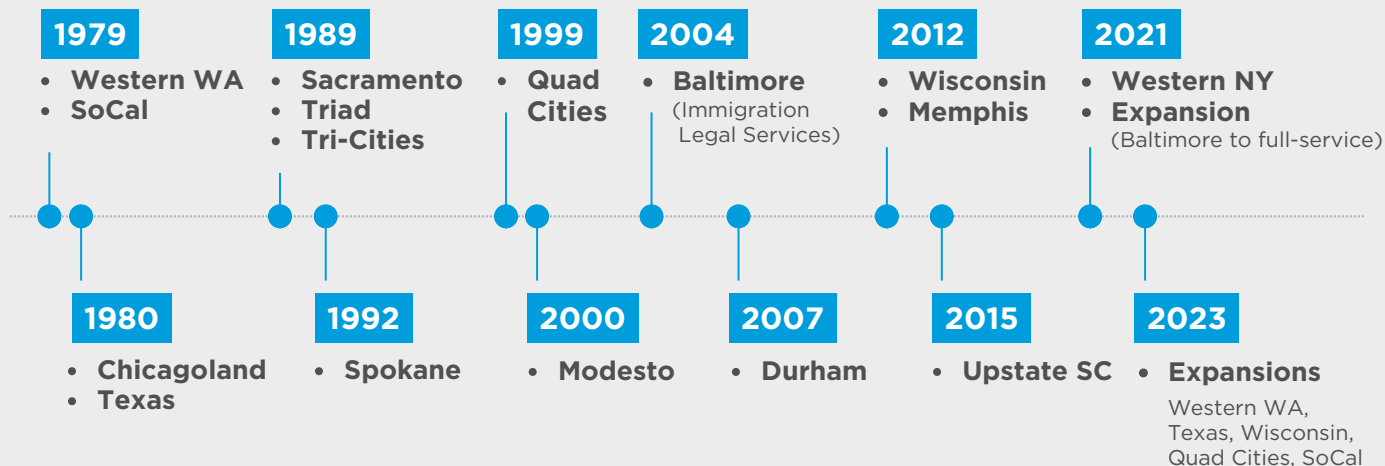 1979
• Western WA
• SoCal
1989
• Sacramento
• Triad
• Tri-Cities
1999
• Quad
Cities
2004
• Baltimore
(Immigration
Legal Services)
2012
• Wisconsin
• Memphis
2021
• Western NY
• Expansion
(Baltimore to full-service)
1980
• Chicagoland
• Texas
1992
• Spokane
2000
• Modesto
2007
• Durham
2015
• Upstate SC
2023
• Expansions
Western WA,
Texas, Wisconsin,
Quad Cities, SoCal